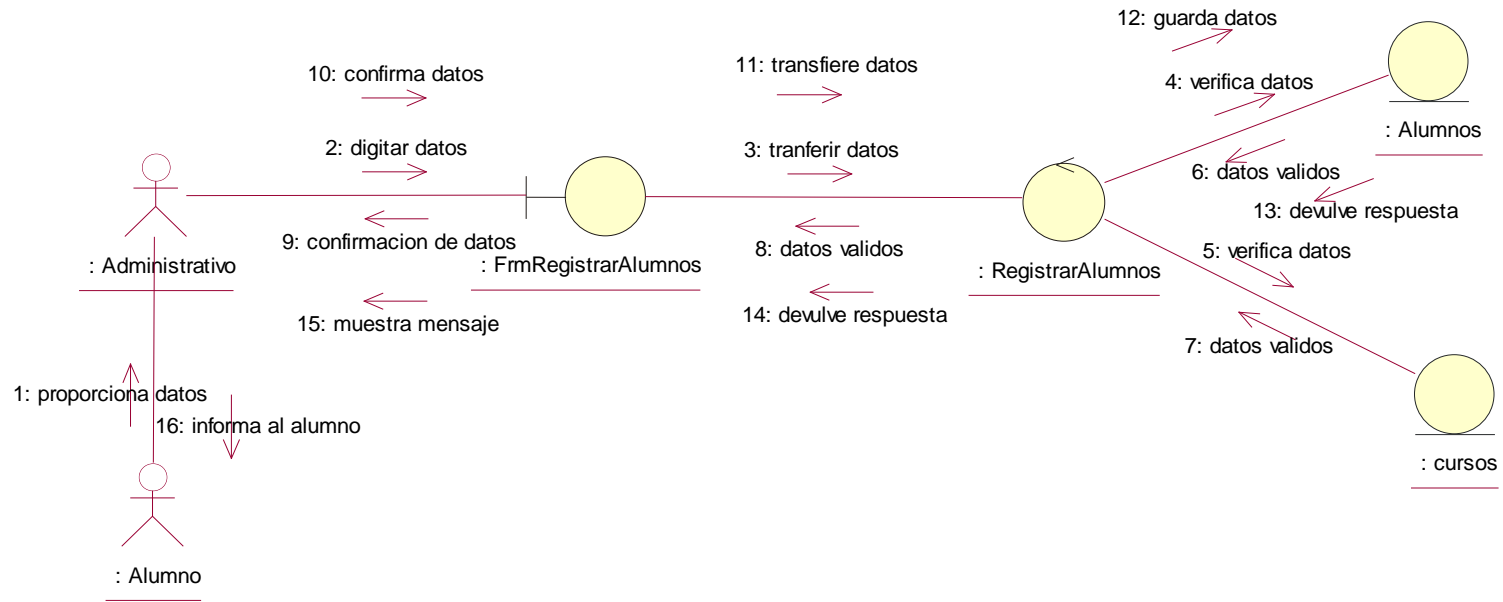 12: guarda datos
10: confirma datos
11: transfiere datos
4: verifica datos
: Alumnos
2: digitar datos
3: tranferir datos
6: datos validos
13: devulve respuesta
9: confirmacion de datos
8: datos validos
5: verifica datos
: Administrativo
: FrmRegistrarAlumnos
: RegistrarAlumnos
15: muestra mensaje
14: devulve respuesta
7: datos validos
1: proporciona datos
16: informa al alumno
: cursos
: Alumno